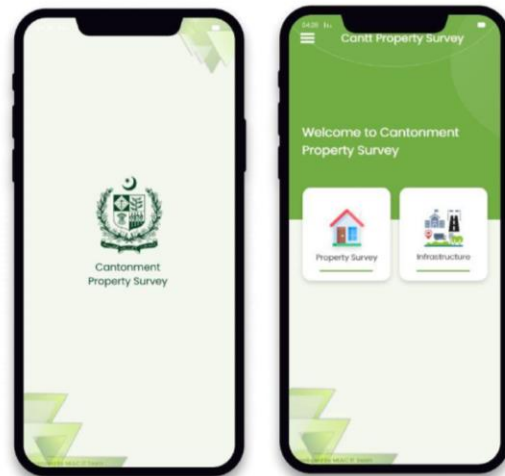 Cantonment
Property Survey
Cantt Property Survey
Welcome to Cantonment
Property Survey
Property Survey
Infrastructure